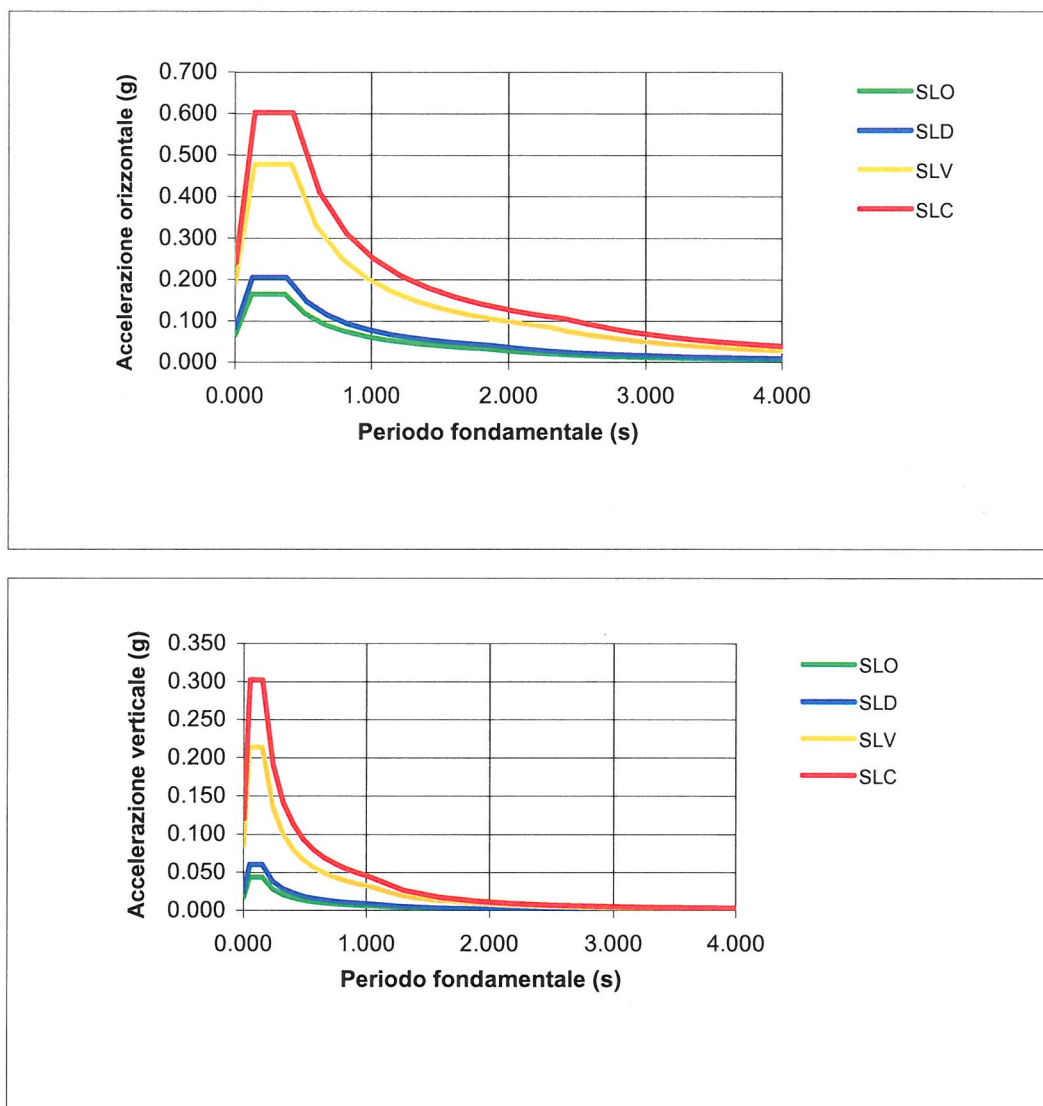 0.700
0.600
0.500
0.400
0.300
0.200
0.100
0.000
Accelerazione orizzontale (g)
0.000 1.000 2.000 3.000 4.000
Periodo fondamentale (s)
SLO
SLD
SLV
SLC
0.350
0.300
0.250
0.200
0.150
0.100
0.050
0.000
Accelerazione verticale (g)
0.000 1.000 2.000 3.000 4.000
Periodo fondamentale (s)
SLO
SLD
SLV
SLC